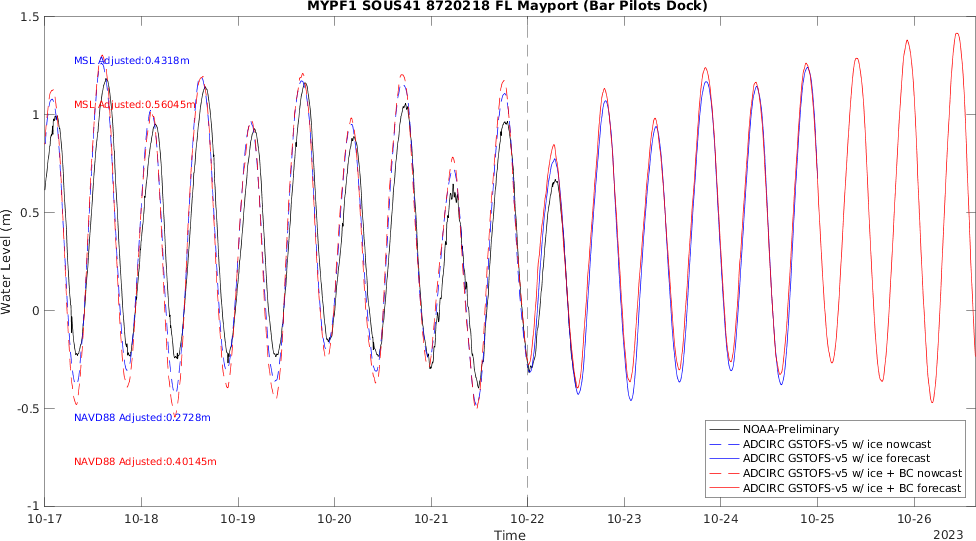 MYPF1 SOUS41 8720218 FL Mayport (Bar Pilots Dock)
1.5
MSL Adjusted:0.4318m
MSL Adjusted:0.56045m
1
0.5
Water Level (m)
0
-0.5
NAVD88 Adjusted:0.2728m
NAVD88 Adjusted:0.40145m
-1
NOAA-Preliminary
ADCIRC GSTOFS-v5 w/ ice nowcast
ADCIRC GSTOFS-v5 w/ ice forecast
ADCIRC GSTOFS-v5 w/ ice + BC nowcast
ADCIRC GSTOFS-v5 w/ ice + BC forecast
10-17 10-18 10-19 10-20 10-21 10-22 10-23 10-24 10-25 10-26
Time
2023